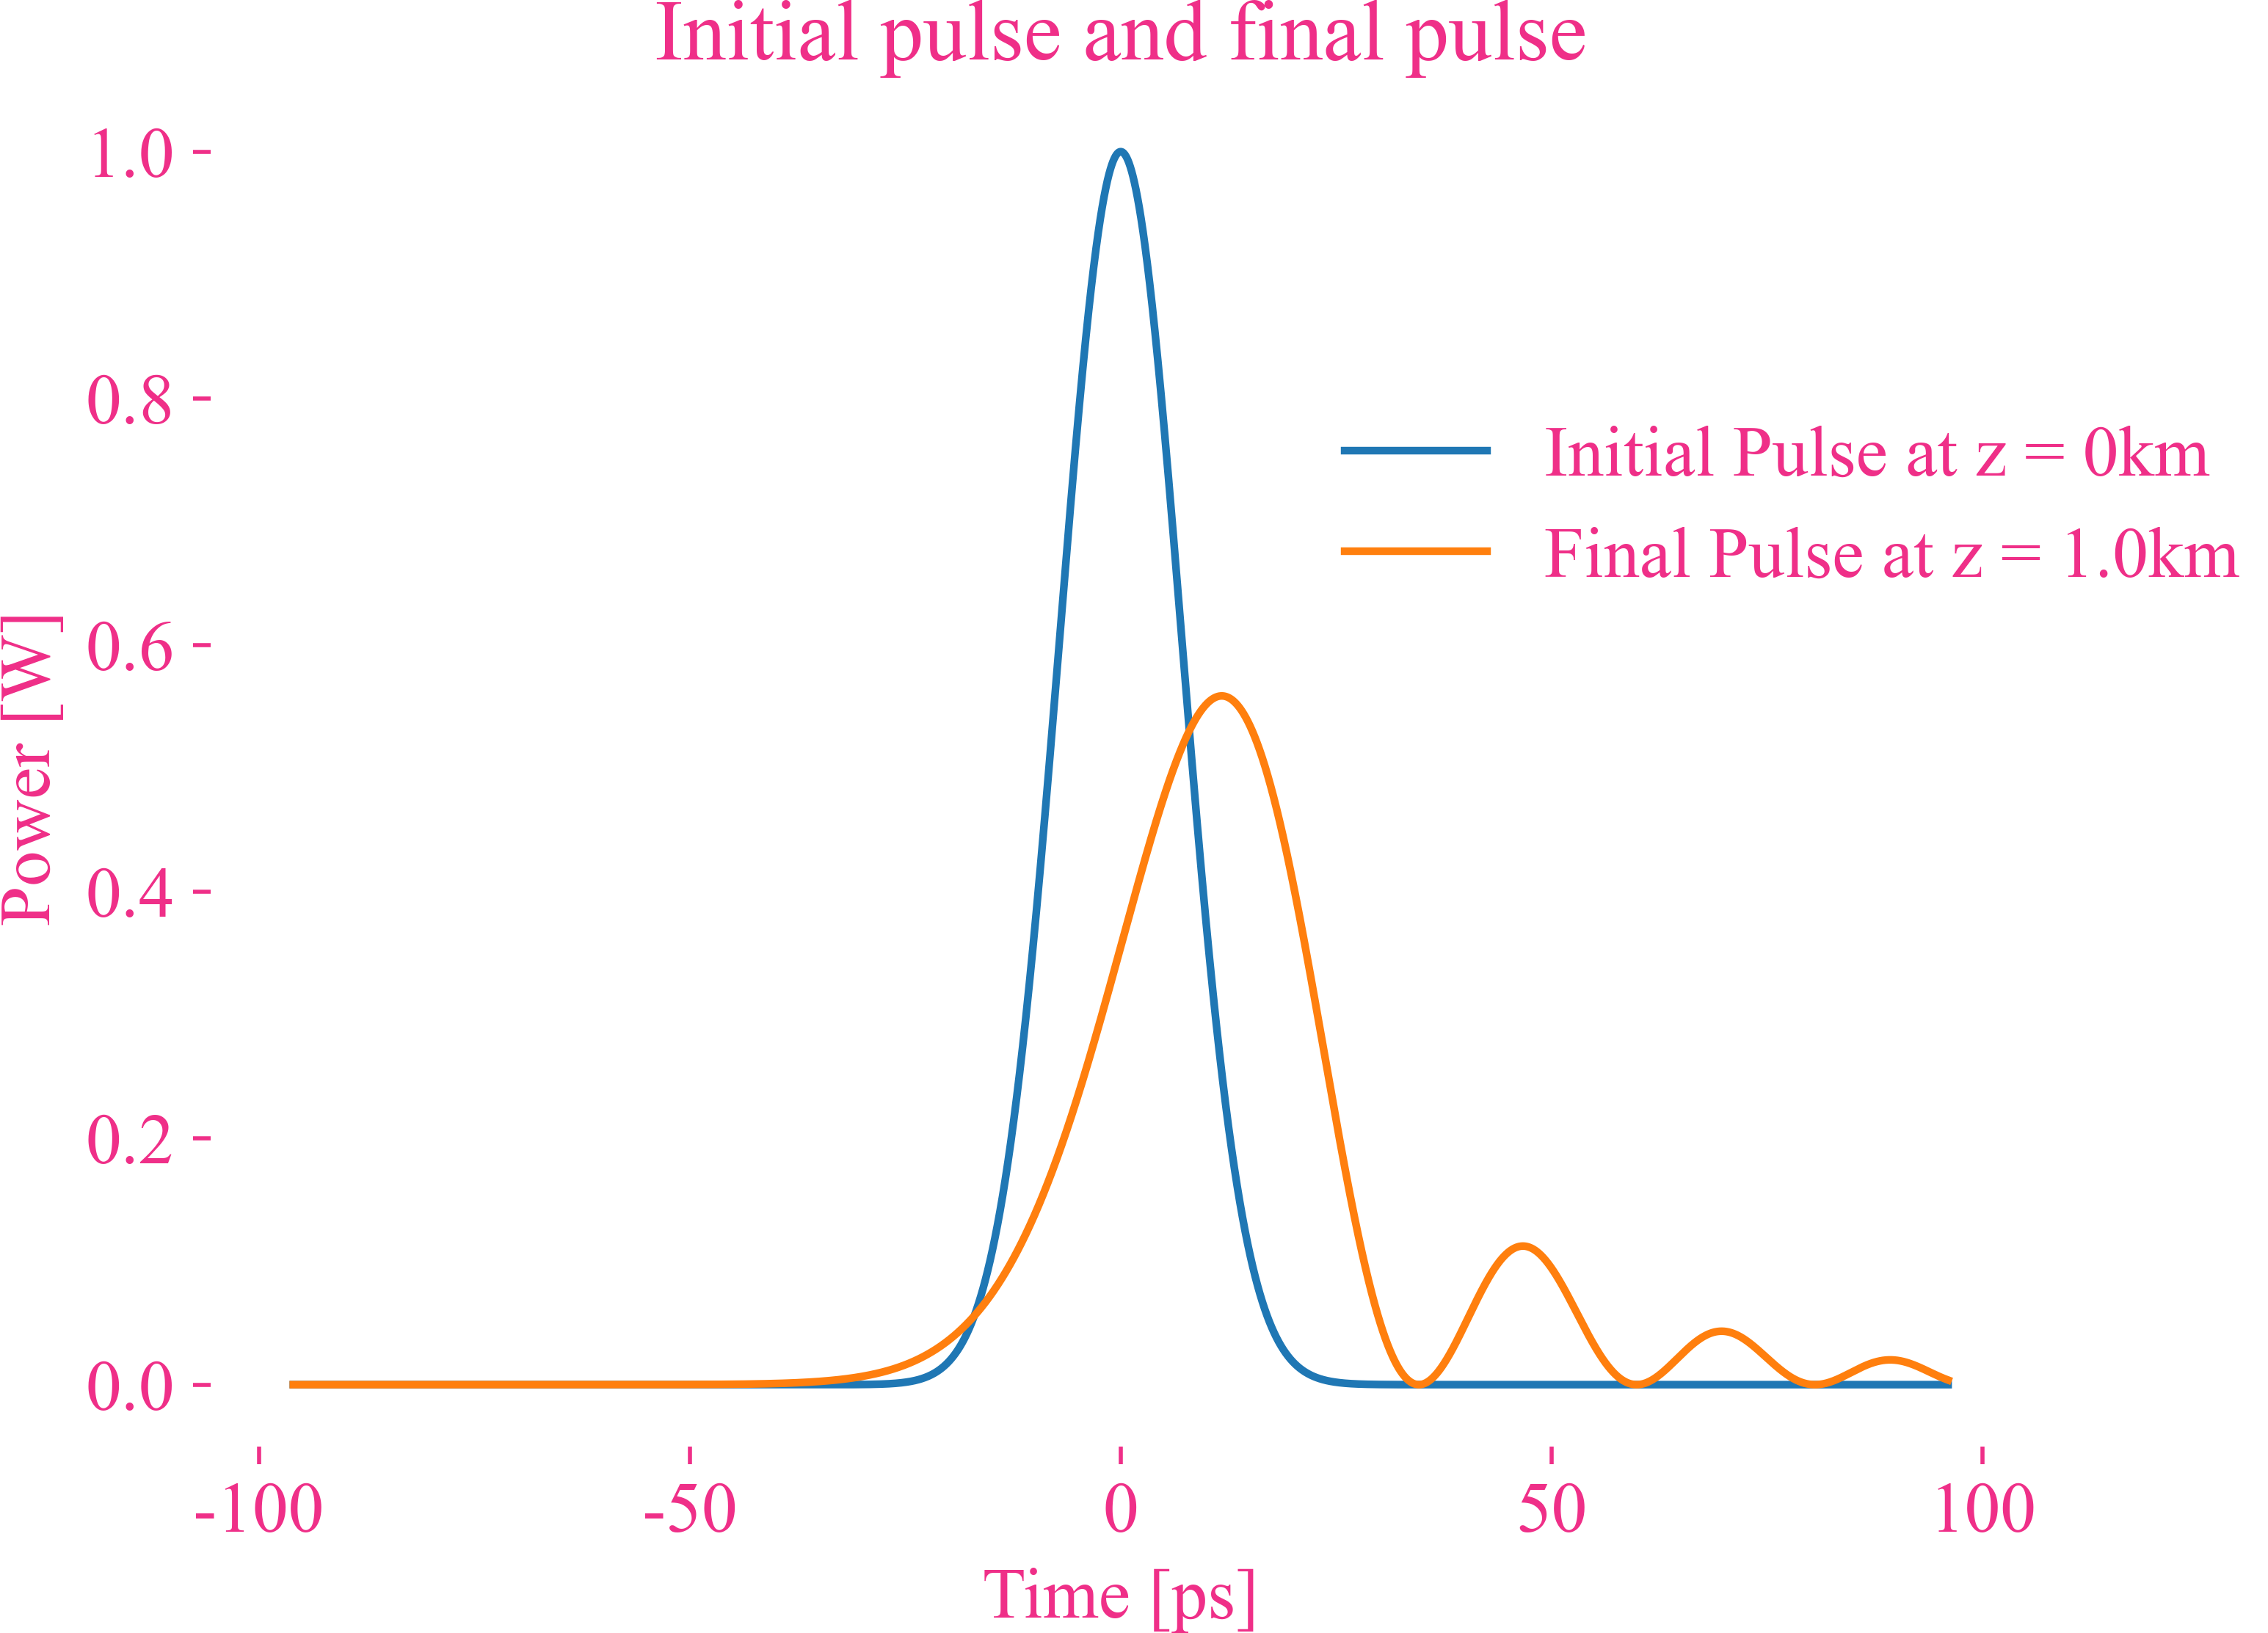 Initial pulse amd final pulse
1.0
0.8
0.6
0.4
0.2
0.0
Power [W]
Initial Pulse at z = 0km
Final Pulse at z = 1.0km
-100
-50
0
50
100
Time [ps]